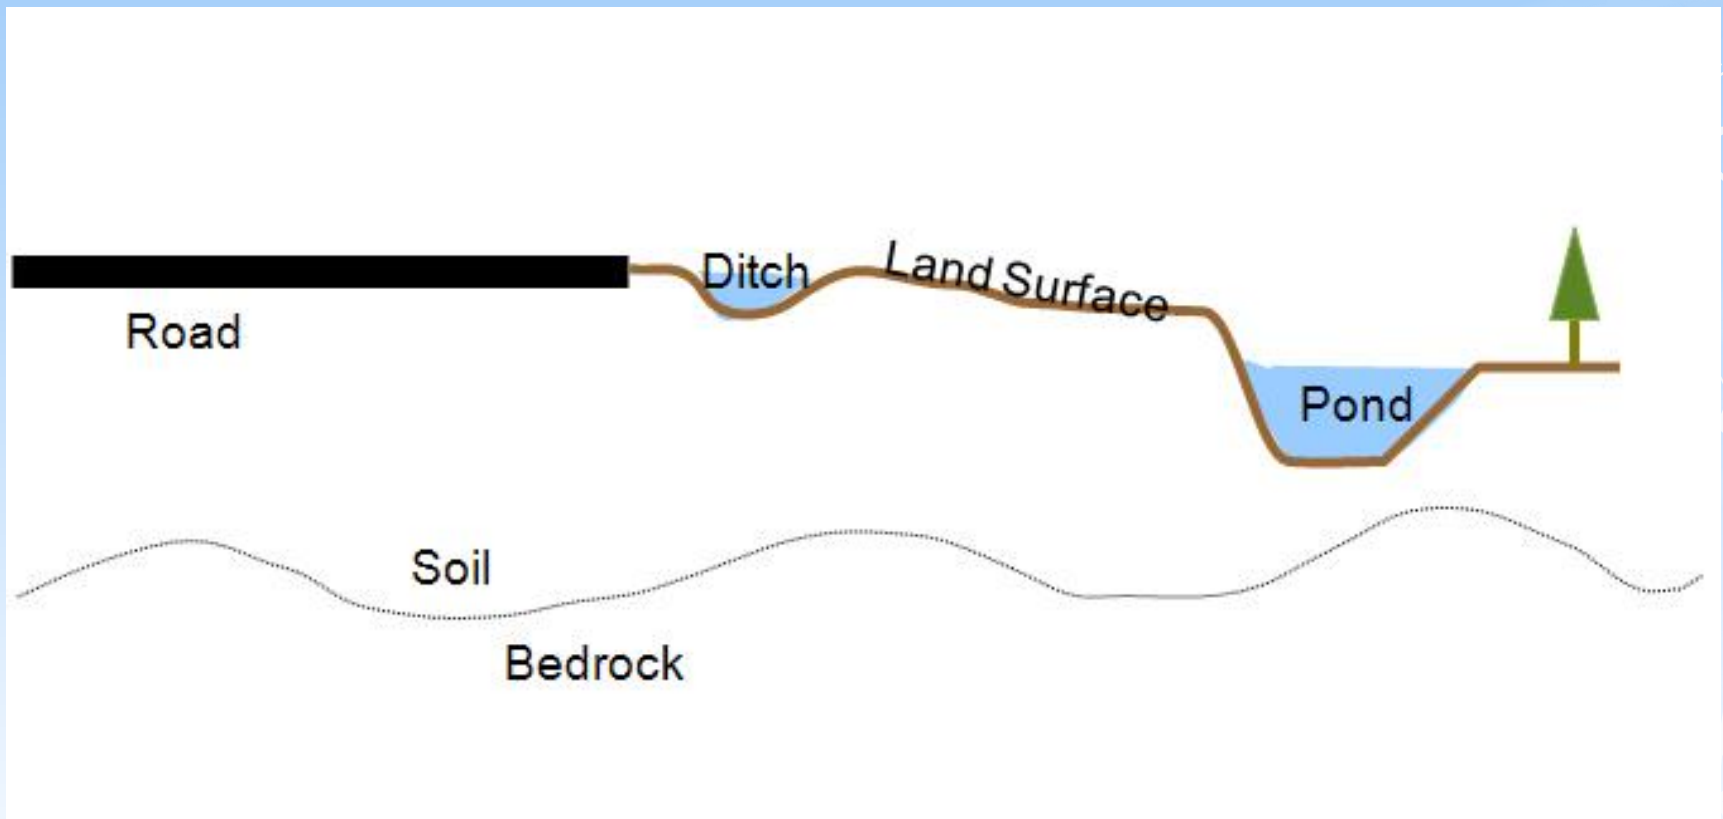 Ditch
Land Surface
Road
Pond
Soil
Bedrock